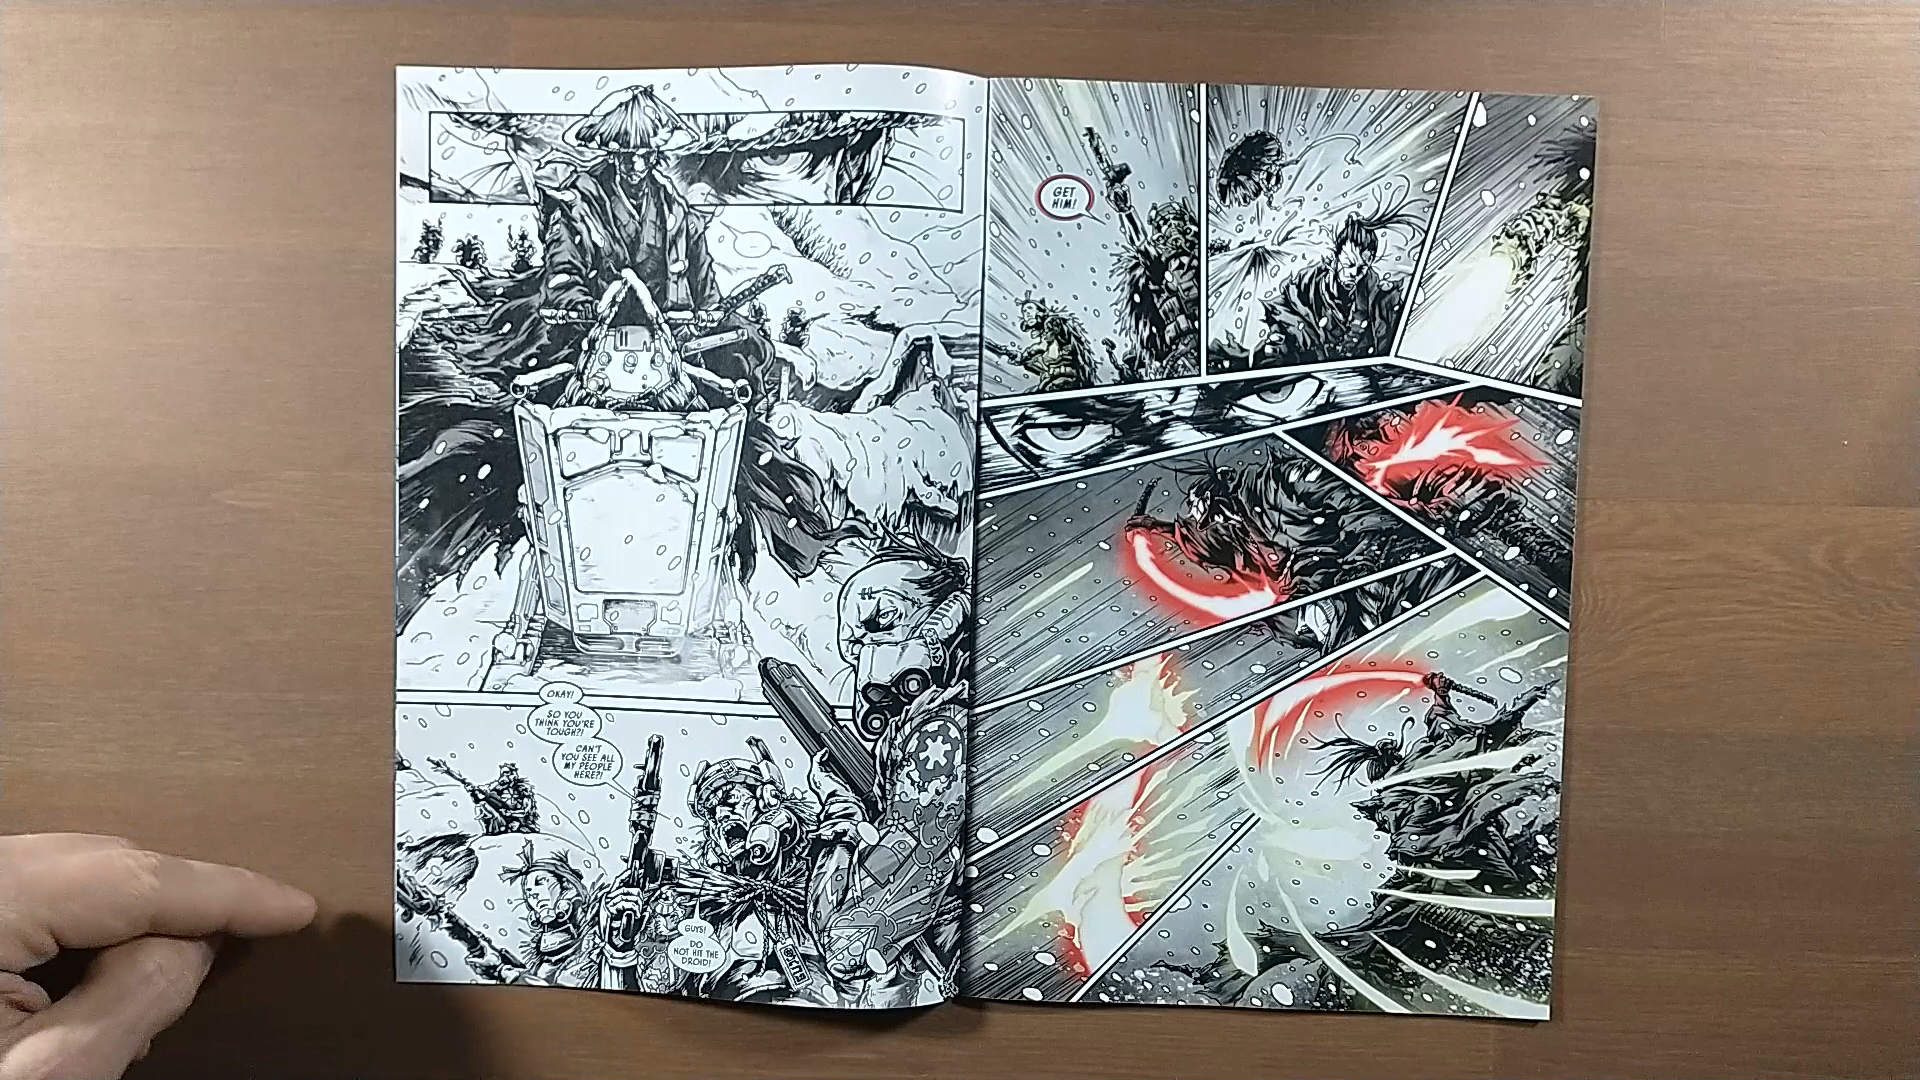 ...
OKAY!
SO YOU
THINK YOU'RE
TOUGH?!
CAN'T
YOU SEE ALL
MY PEOPLE
HERE?!
GUYS!
DO
NOT HIT THE
DROID!
GET
HIM!